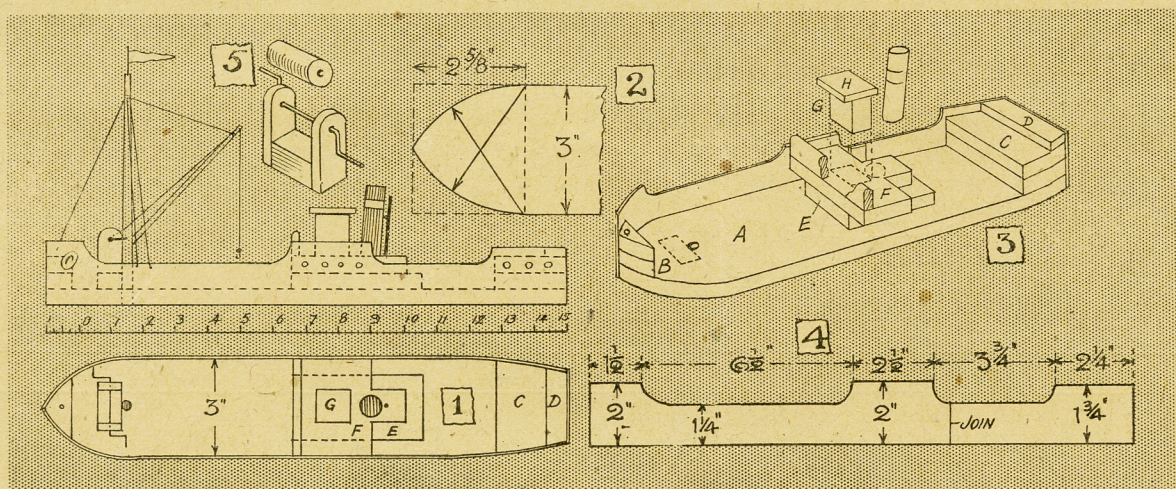 5
2 5/8"
3"
2
H
G
D
C
F
E
A
B
3
1 0 1 2 3 4 5 6 7 8 9 10 11 12 13 14 15
3"
G
F
E
1
C
D
4
1 1/2" 6 1/2" 2 1/2" 3 3/4" 2 1/4"
2" 1 1/4" 2" JOIN 1 3/4"